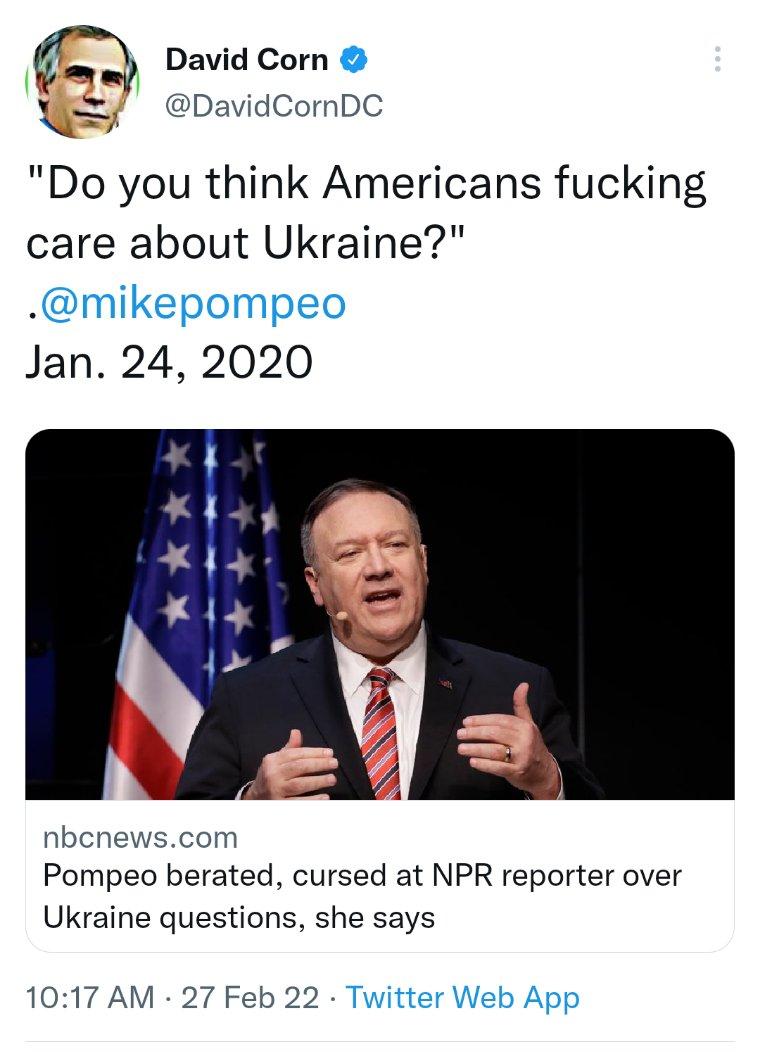 David Corn
@DavidCornDC
"Do you think Americans fucking
care about Ukraine?"
.@mikepompeo
Jan. 24, 2020
nbcnews.com
Pompeo berated, cursed at NPR reporter over
Ukraine questions, she says
10:17 AM · 27 Feb 22 · Twitter Web App